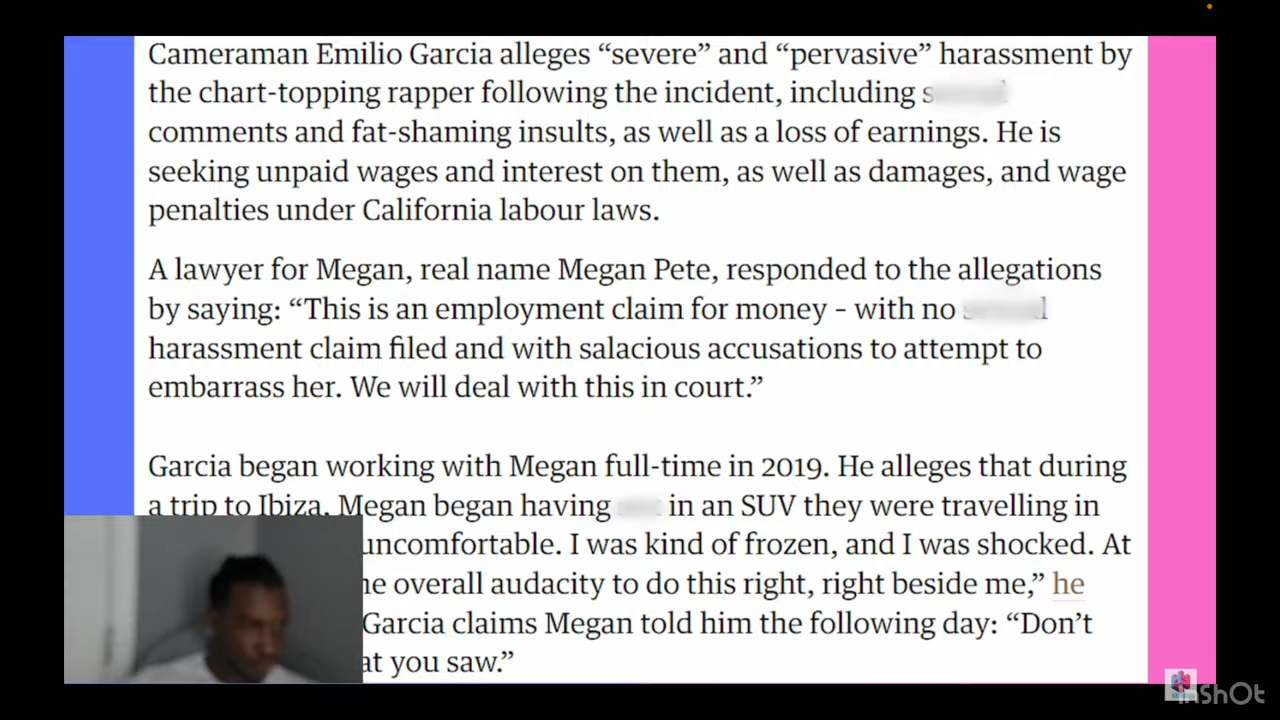 Cameraman Emilio Garcia alleges “severe” and “pervasive” harassment by
the chart-topping rapper following the incident, including
comments and fat-shaming insults, as well as a loss of earnings. He is
seeking unpaid wages and interest on them, as well as damages, and wage
penalties under California labour laws.
A lawyer for Megan, real name Megan Pete, responded to the allegations
by saying: “This is an employment claim for money – with no
harassment claim filed and with salacious accusations to attempt to
embarrass her. We will deal with this in court.”
Garcia began working with Megan full-time in 2019. He alleges that during
a trip to Ibiza, Megan began having in an SUV they were travelling in
uncomfortable. I was kind of frozen, and I was shocked. At
overall audacity to do this right, right beside me,” he
Garcia claims Megan told him the following day: “Don’t
you saw.”
InShOt